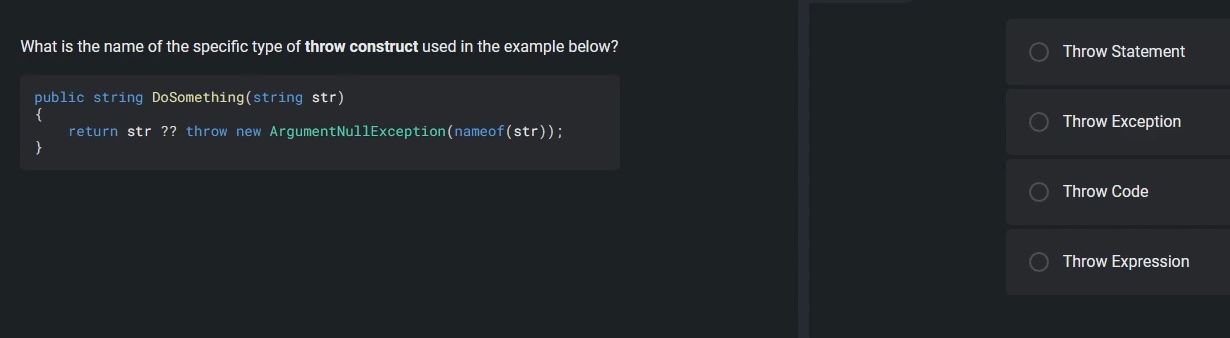 What is the name of the specific type of throw construct used in the example below?
public string DoSomething(string str)
{
    return str ?? throw new ArgumentNullException(nameof(str));
}
Throw Statement
Throw Exception
Throw Code
Throw Expression